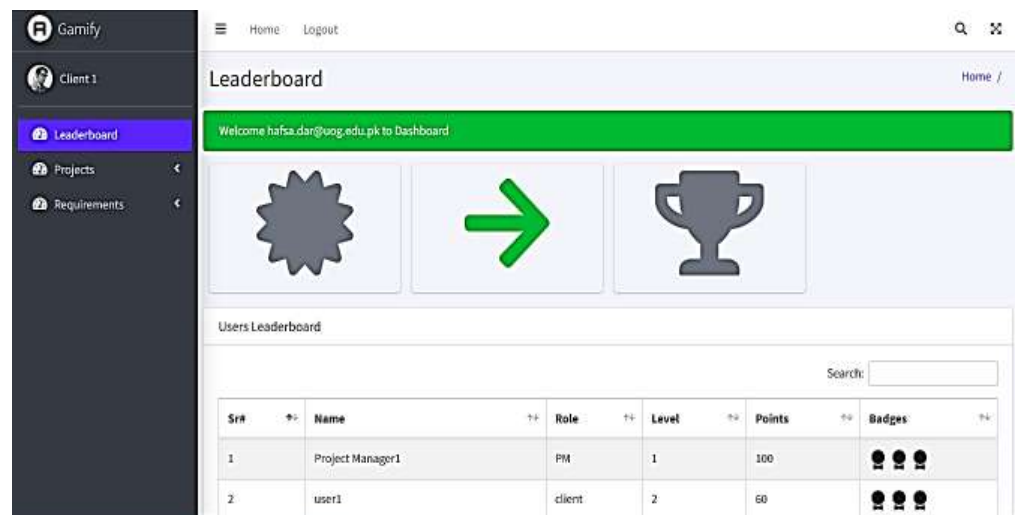 Gamify
Home Logout
Client 1
Leaderboard
Home /
Leaderboard
Welcome hafsa.dar@uog.edu.pk to Dashboard
Projects
Requirements
Users Leaderboard
Search:
Sr# Name Role Level Points Badges
1 Project Manager1 PM 1 100
2 user1 client 2 60